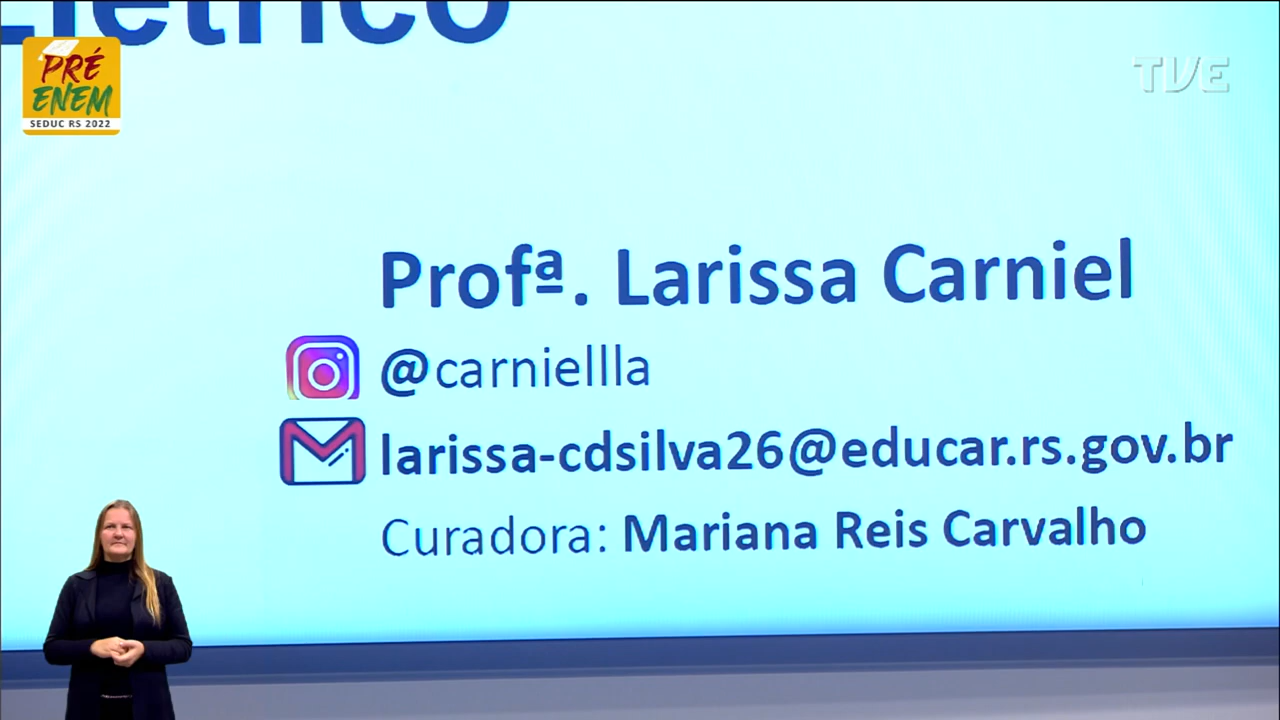 PRÉ
ENEM
SEDUC RS 2022
TVE
Profª. Larissa Carniel
@carniellla
larissa-cdsilva26@educar.rs.gov.br
Curadora: Mariana Reis Carvalho